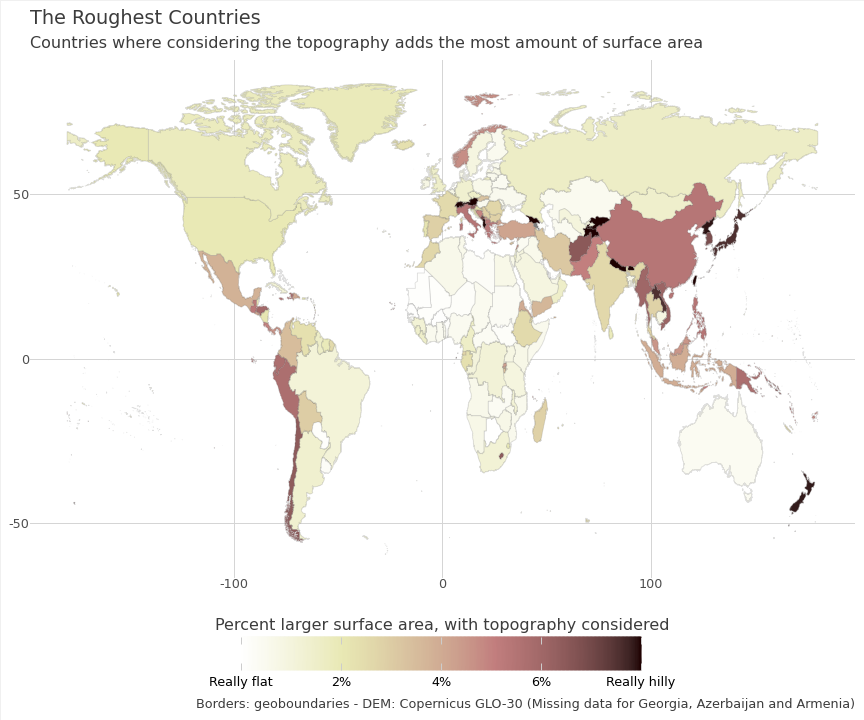 The Roughest Countries
Countries where considering the topography adds the most amount of surface area
50
0
-50
-100 0 100
Percent larger surface area, with topography considered
Really flat 2% 4% 6% Really hilly
Borders: geoboundaries - DEM: Copernicus GLO-30 (Missing data for Georgia, Azerbaijan and Armenia)